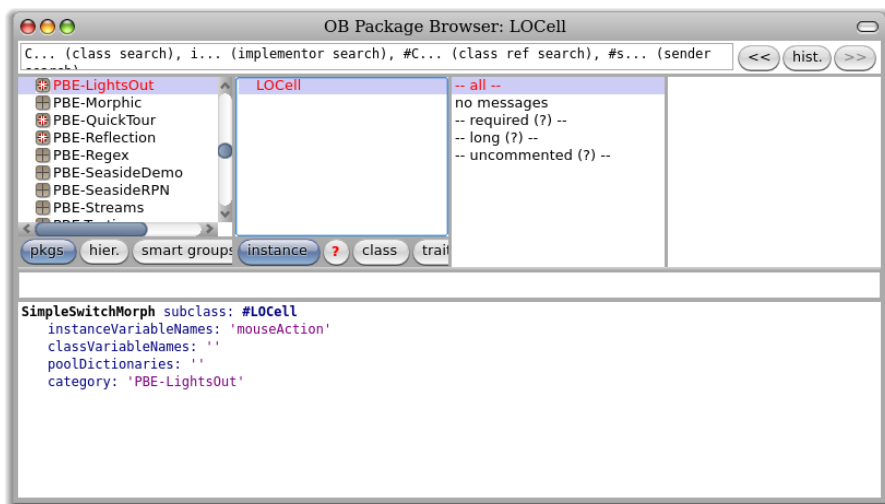 OB Package Browser: LOCell
C... (class search), i... (implementor search), #C... (class ref search), #s... (sender
<< hist. >>
PBE-LightsOut
PBE-Morphic
PBE-QuickTour
PBE-Reflection
PBE-Regex
PBE-SeasideDemo
PBE-SeasideRPN
PBE-Streams
LOCell
-- all --
no messages
-- required (?) --
-- long (?) --
-- uncommented (?) --
pkgs hier. smart groups instance ? class trait
SimpleSwitchMorph subclass: #LOCell
instanceVariableNames: 'mouseAction'
classVariableNames: ''
poolDictionaries: ''
category: 'PBE-LightsOut'